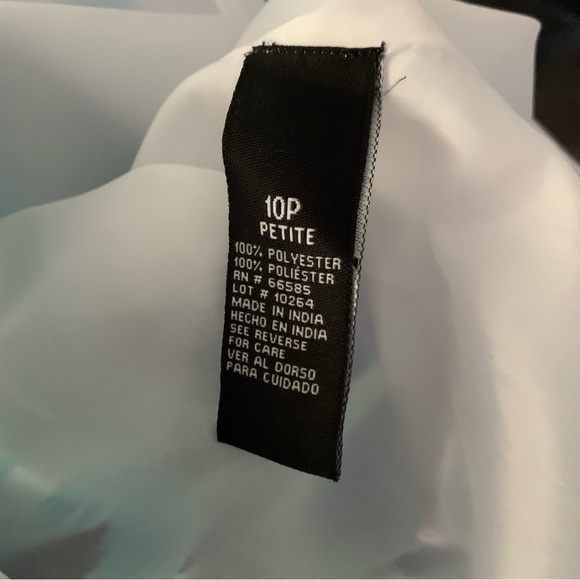 10P
PETITE
100% POLYESTER
100% POLIÉSTER
RN # 66585
LOT # 10264
MADE IN INDIA
HECHO EN INDIA
SEE REVERSE
FOR CARE
VER AL DORSO
PARA CUIDADO